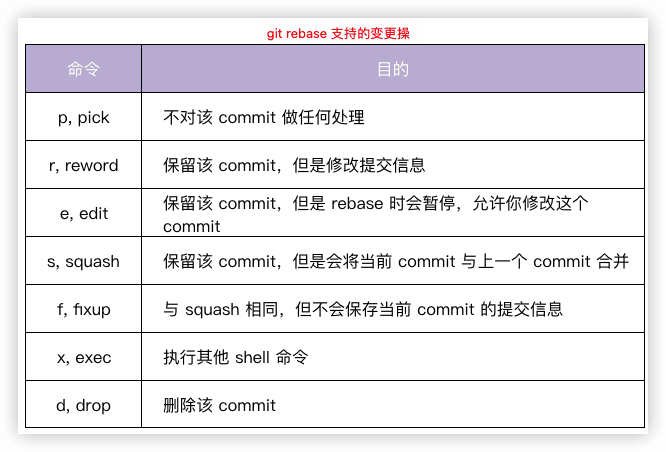 git rebase 支持的变更操
命令 目的
p, pick 不对该 commit 做任何处理
r, reword 保留该 commit，但是修改提交信息
e, edit 保留该 commit，但是 rebase 时会暂停，允许你修改这个
commit
s, squash 保留该 commit，但是会将当前 commit 与上一个 commit 合并
f, fixup 与 squash 相同，但不会保存当前 commit 的提交信息
x, exec 执行其他 shell 命令
d, drop 删除该 commit